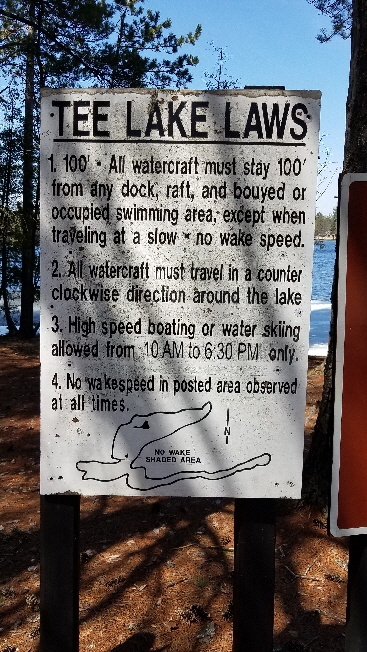 TEE LAKE LAWS
1. 100' - All watercraft must stay 100'
from any dock, raft, and bouyed or
occupied swimming area, except when
traveling at a slow - no wake speed.
2. All watercraft must travel in a counter
clockwise direction around the lake
3. High speed boating or water skiing
allowed from 10 AM to 6:30 PM only.
4. No wakespeed in posted area observed
at all times.
N
NO WAKE
SHADED AREA